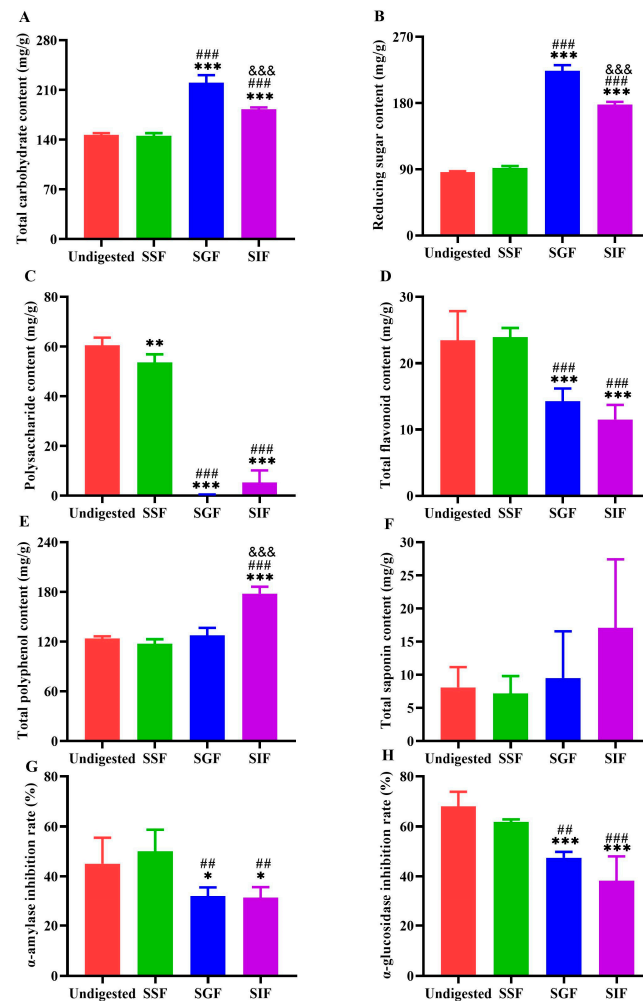 A
Total carbohydrate content (mg/g)
280
210
140
70
0
###
***
&&&
###
***
Undigested SSF SGF SIF
B
Reducing sugar content (mg/g)
270
180
90
0
###
***
&&&
###
***
Undigested SSF SGF SIF
C
Polysaccharide content (mg/g)
80
60
40
20
0
**
###
***
###
***
Undigested SSF SGF SIF
D
Total flavonoid content (mg/g)
30
20
10
0
###
***
###
***
Undigested SSF SGF SIF
E
Total polyphenol content (mg/g)
240
180
120
60
0
&&&
###
***
Undigested SSF SGF SIF
F
Total saponin content (mg/g)
30
25
20
15
10
5
0
Undigested SSF SGF SIF
G
α-amylase inhibition rate (%)
80
60
40
20
0
##
*
##
*
Undigested SSF SGF SIF
H
α-glucosidase inhibition rate (%)
80
60
40
20
0
##
***
###
***
Undigested SSF SGF SIF